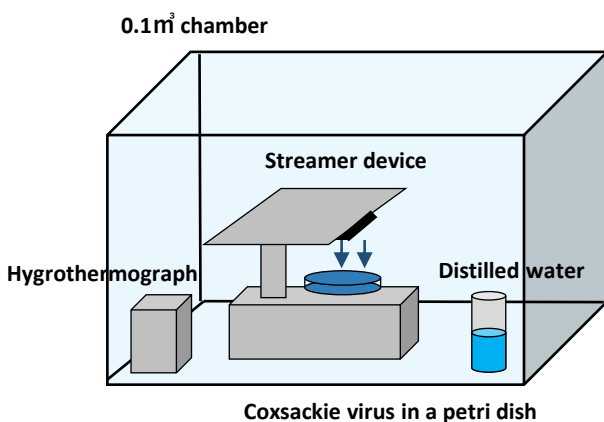 0.1㎥ chamber
Streamer device
Hygrothermograph
Distilled water
Coxsackie virus in a petri dish